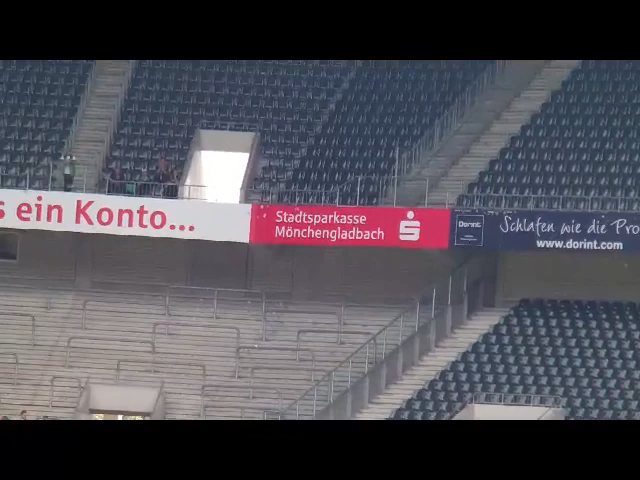 s ein Konto...
Stadtsparkasse
Mönchengladbach
Dorint
Schlafen wie die Pro
www.dorint.com